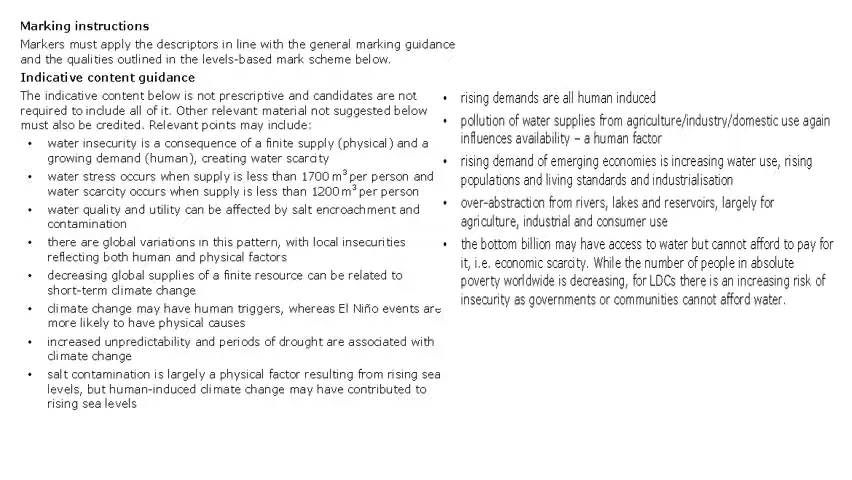 Marking instructions
Markers must apply the descriptors in line with the general marking guidance
and the qualities outlined in the levels-based mark scheme below.
Indicative content guidance
The indicative content below is not prescriptive and candidates are not
required to include all of it. Other relevant material not suggested below
must also be credited. Relevant points may include:
• water insecurity is a consequence of a finite supply (physical) and a
growing demand (human), creating water scarcity
• water stress occurs when supply is less than 1700 m³ per person and
water scarcity occurs when supply is less than 1200 m³ per person
• water quality and utility can be affected by salt encroachment and
contamination
• there are global variations in this pattern, with local insecurities
reflecting both human and physical factors
• decreasing global supplies of a finite resource can be related to
short-term climate change
• climate change may have human triggers, whereas El Niño events are
more likely to have physical causes
• increased unpredictability and periods of drought are associated with
climate change
• salt contamination is largely a physical factor resulting from rising sea
levels, but human-induced climate change may have contributed to
rising sea levels
• rising demands are all human induced
• pollution of water supplies from agriculture/industry/domestic use again
influences availability – a human factor
• rising demand of emerging economies is increasing water use, rising
populations and living standards and industrialisation
• over-abstraction from rivers, lakes and reservoirs, largely for
agriculture, industrial and consumer use
• the bottom billion may have access to water but cannot afford to pay for
it, i.e. economic scarcity. While the number of people in absolute
poverty worldwide is decreasing, for LDCs there is an increasing risk of
insecurity as governments or communities cannot afford water.